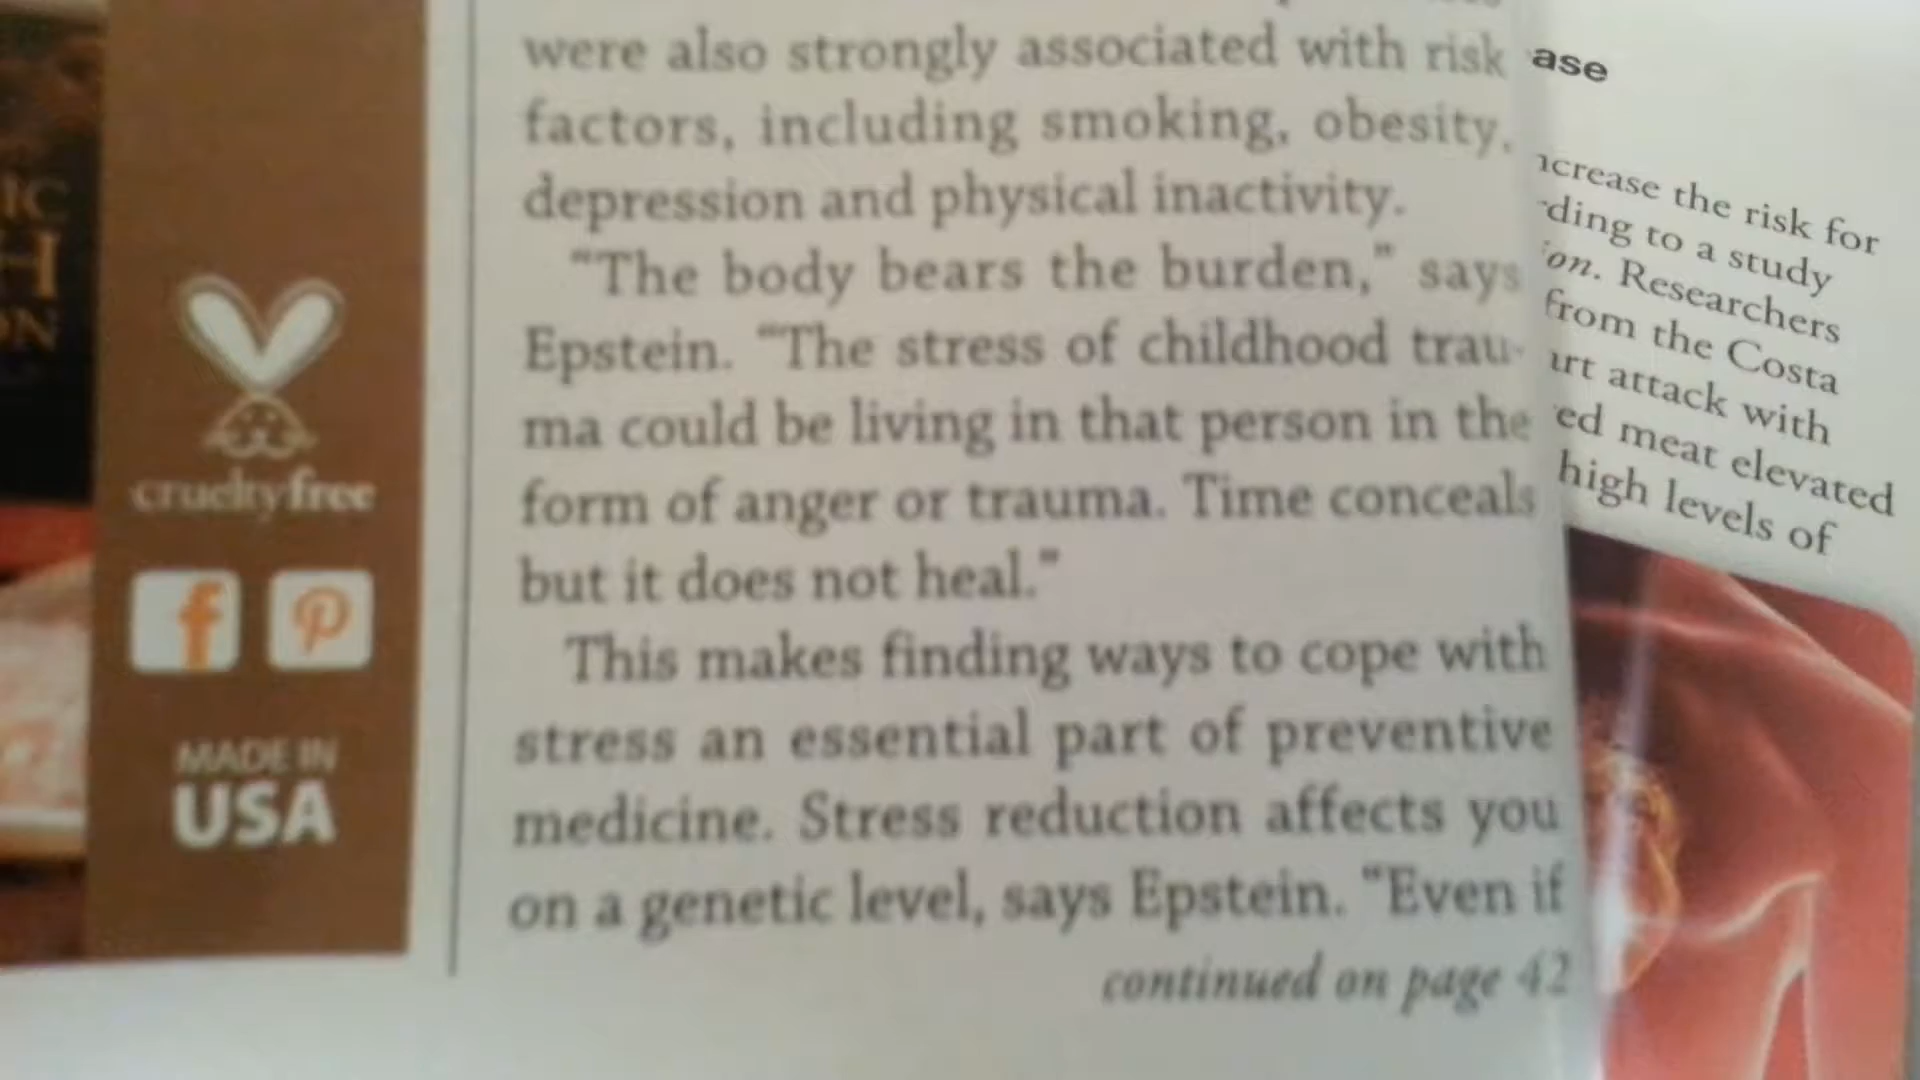 IC
H
ON
crueltyfree
MADE IN
USA
were also strongly associated with risk
factors, including smoking, obesity,
depression and physical inactivity.
“The body bears the burden,” says
Epstein. “The stress of childhood trau-
ma could be living in that person in the
form of anger or trauma. Time conceals
but it does not heal.”
This makes finding ways to cope with
stress an essential part of preventive
medicine. Stress reduction affects you
on a genetic level, says Epstein. “Even if
continued on page 42
ase
ncrease the risk for
ding to a study
on. Researchers
from the Costa
art attack with
ed meat elevated
high levels of